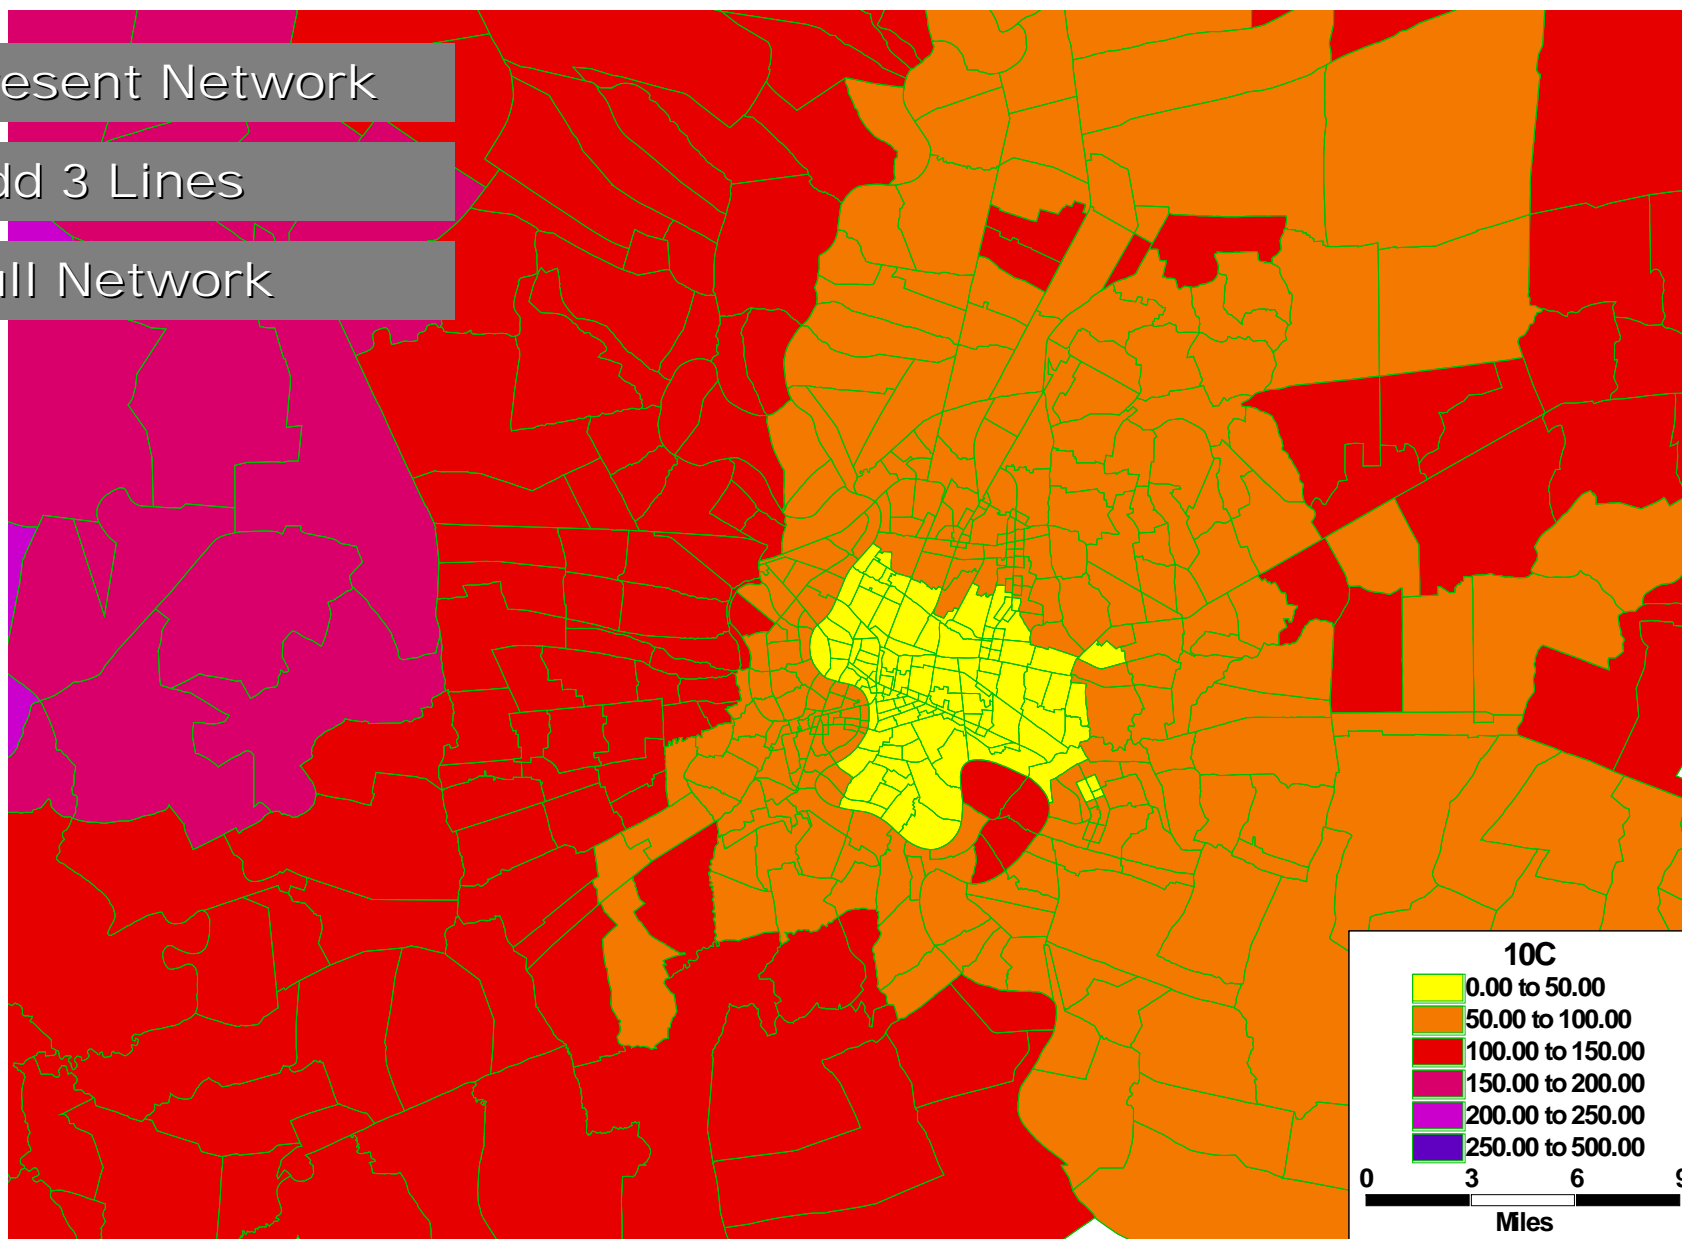 esent Network
dd 3 Lines
ll Network
10C
0.00 to 50.00
50.00 to 100.00
100.00 to 150.00
150.00 to 200.00
200.00 to 250.00
250.00 to 500.00
0 3 6 9
Miles